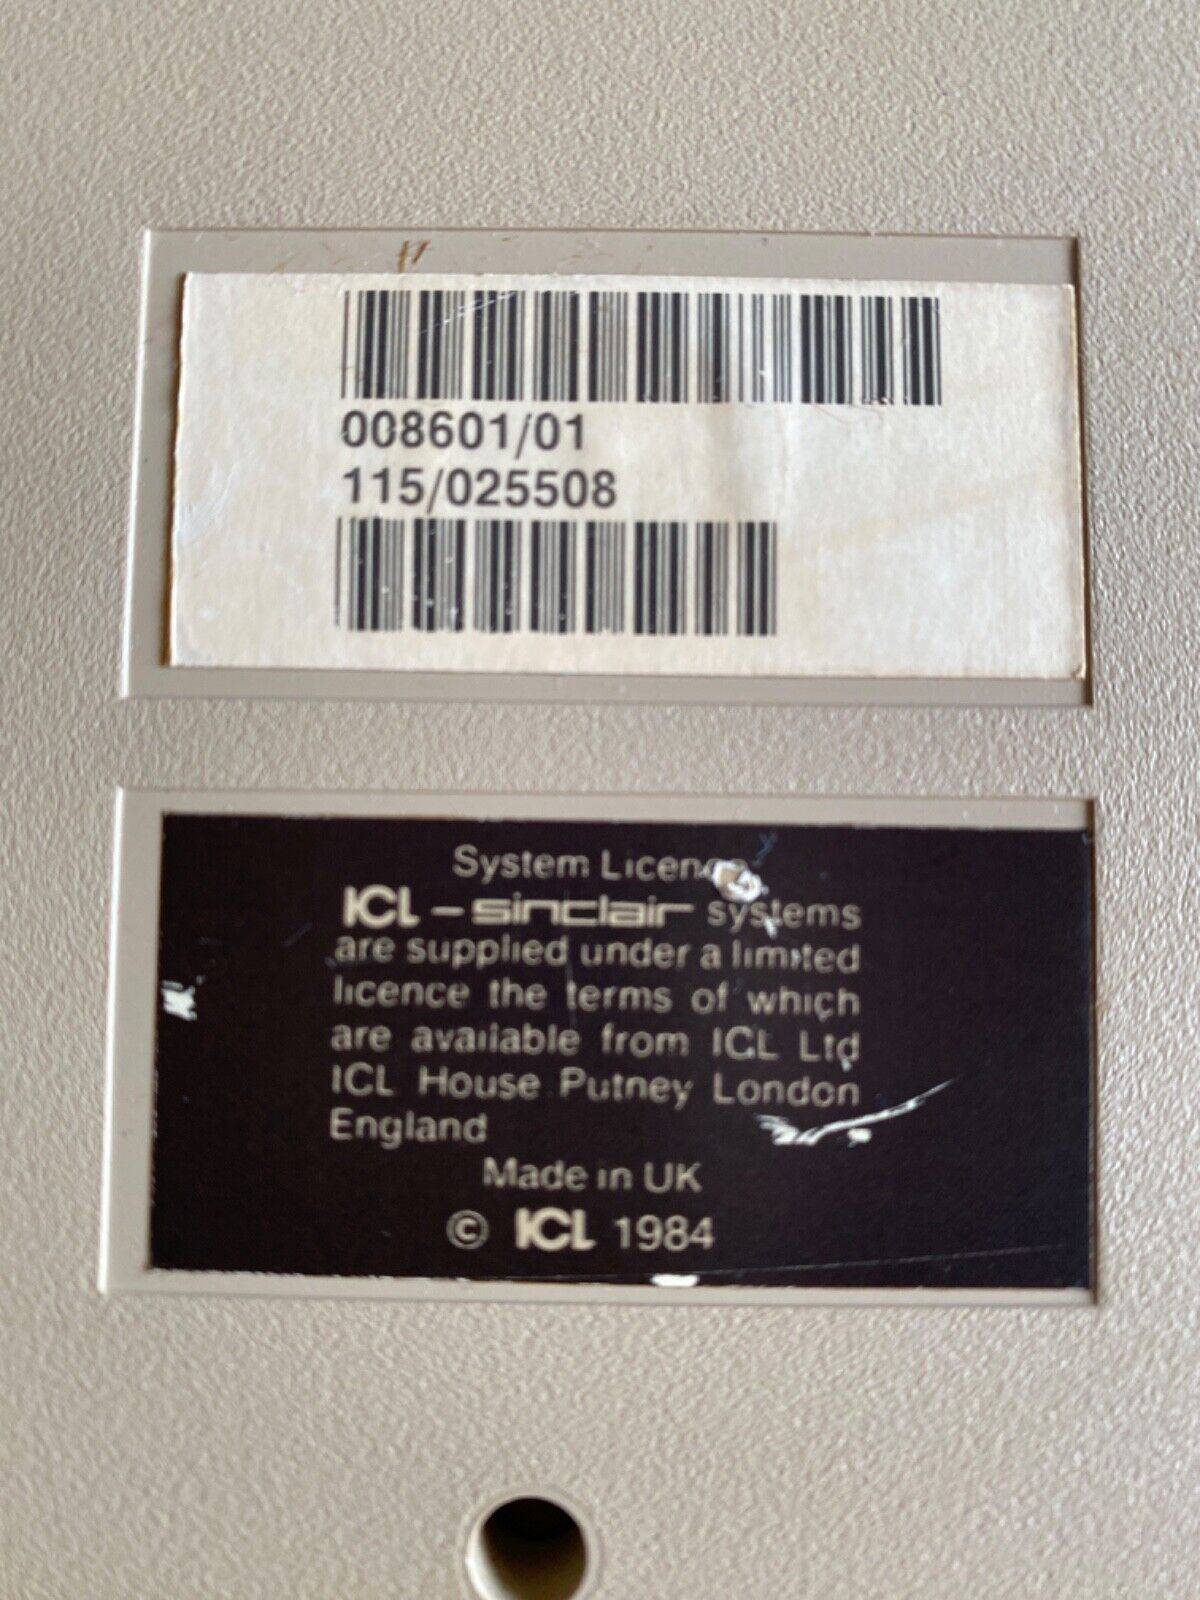 008601/01
115/025508
System Licence
ICL – sinclair systems
are supplied under a limited
licence the terms of which
are available from ICL Ltd
ICL House Putney London
England
Made in UK
© ICL 1984